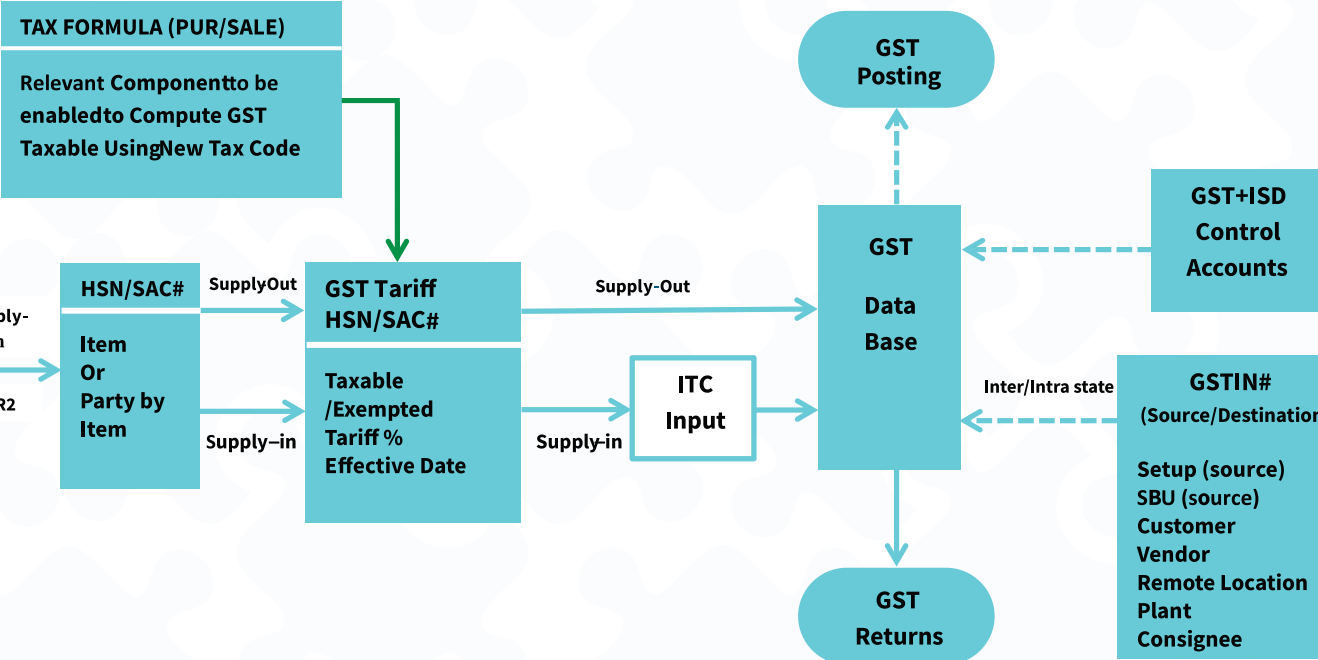 TAX FORMULA (PUR/SALE)
Relevant Componentto be
enabledto Compute GST
Taxable UsingNew Tax Code
GST
Posting
GST+ISD
Control
Accounts
HSN/SAC#
Item
Or
Party by
Item
SupplyOut
Supply–in
GST Tariff
HSN/SAC#
Taxable
/Exempted
Tariff %
Effective Date
Supply-Out
Supply-in
ITC
Input
GST
Data
Base
Inter/Intra state
GSTIN#
(Source/Destination
Setup (source)
SBU (source)
Customer
Vendor
Remote Location
Plant
Consignee
GST
Returns